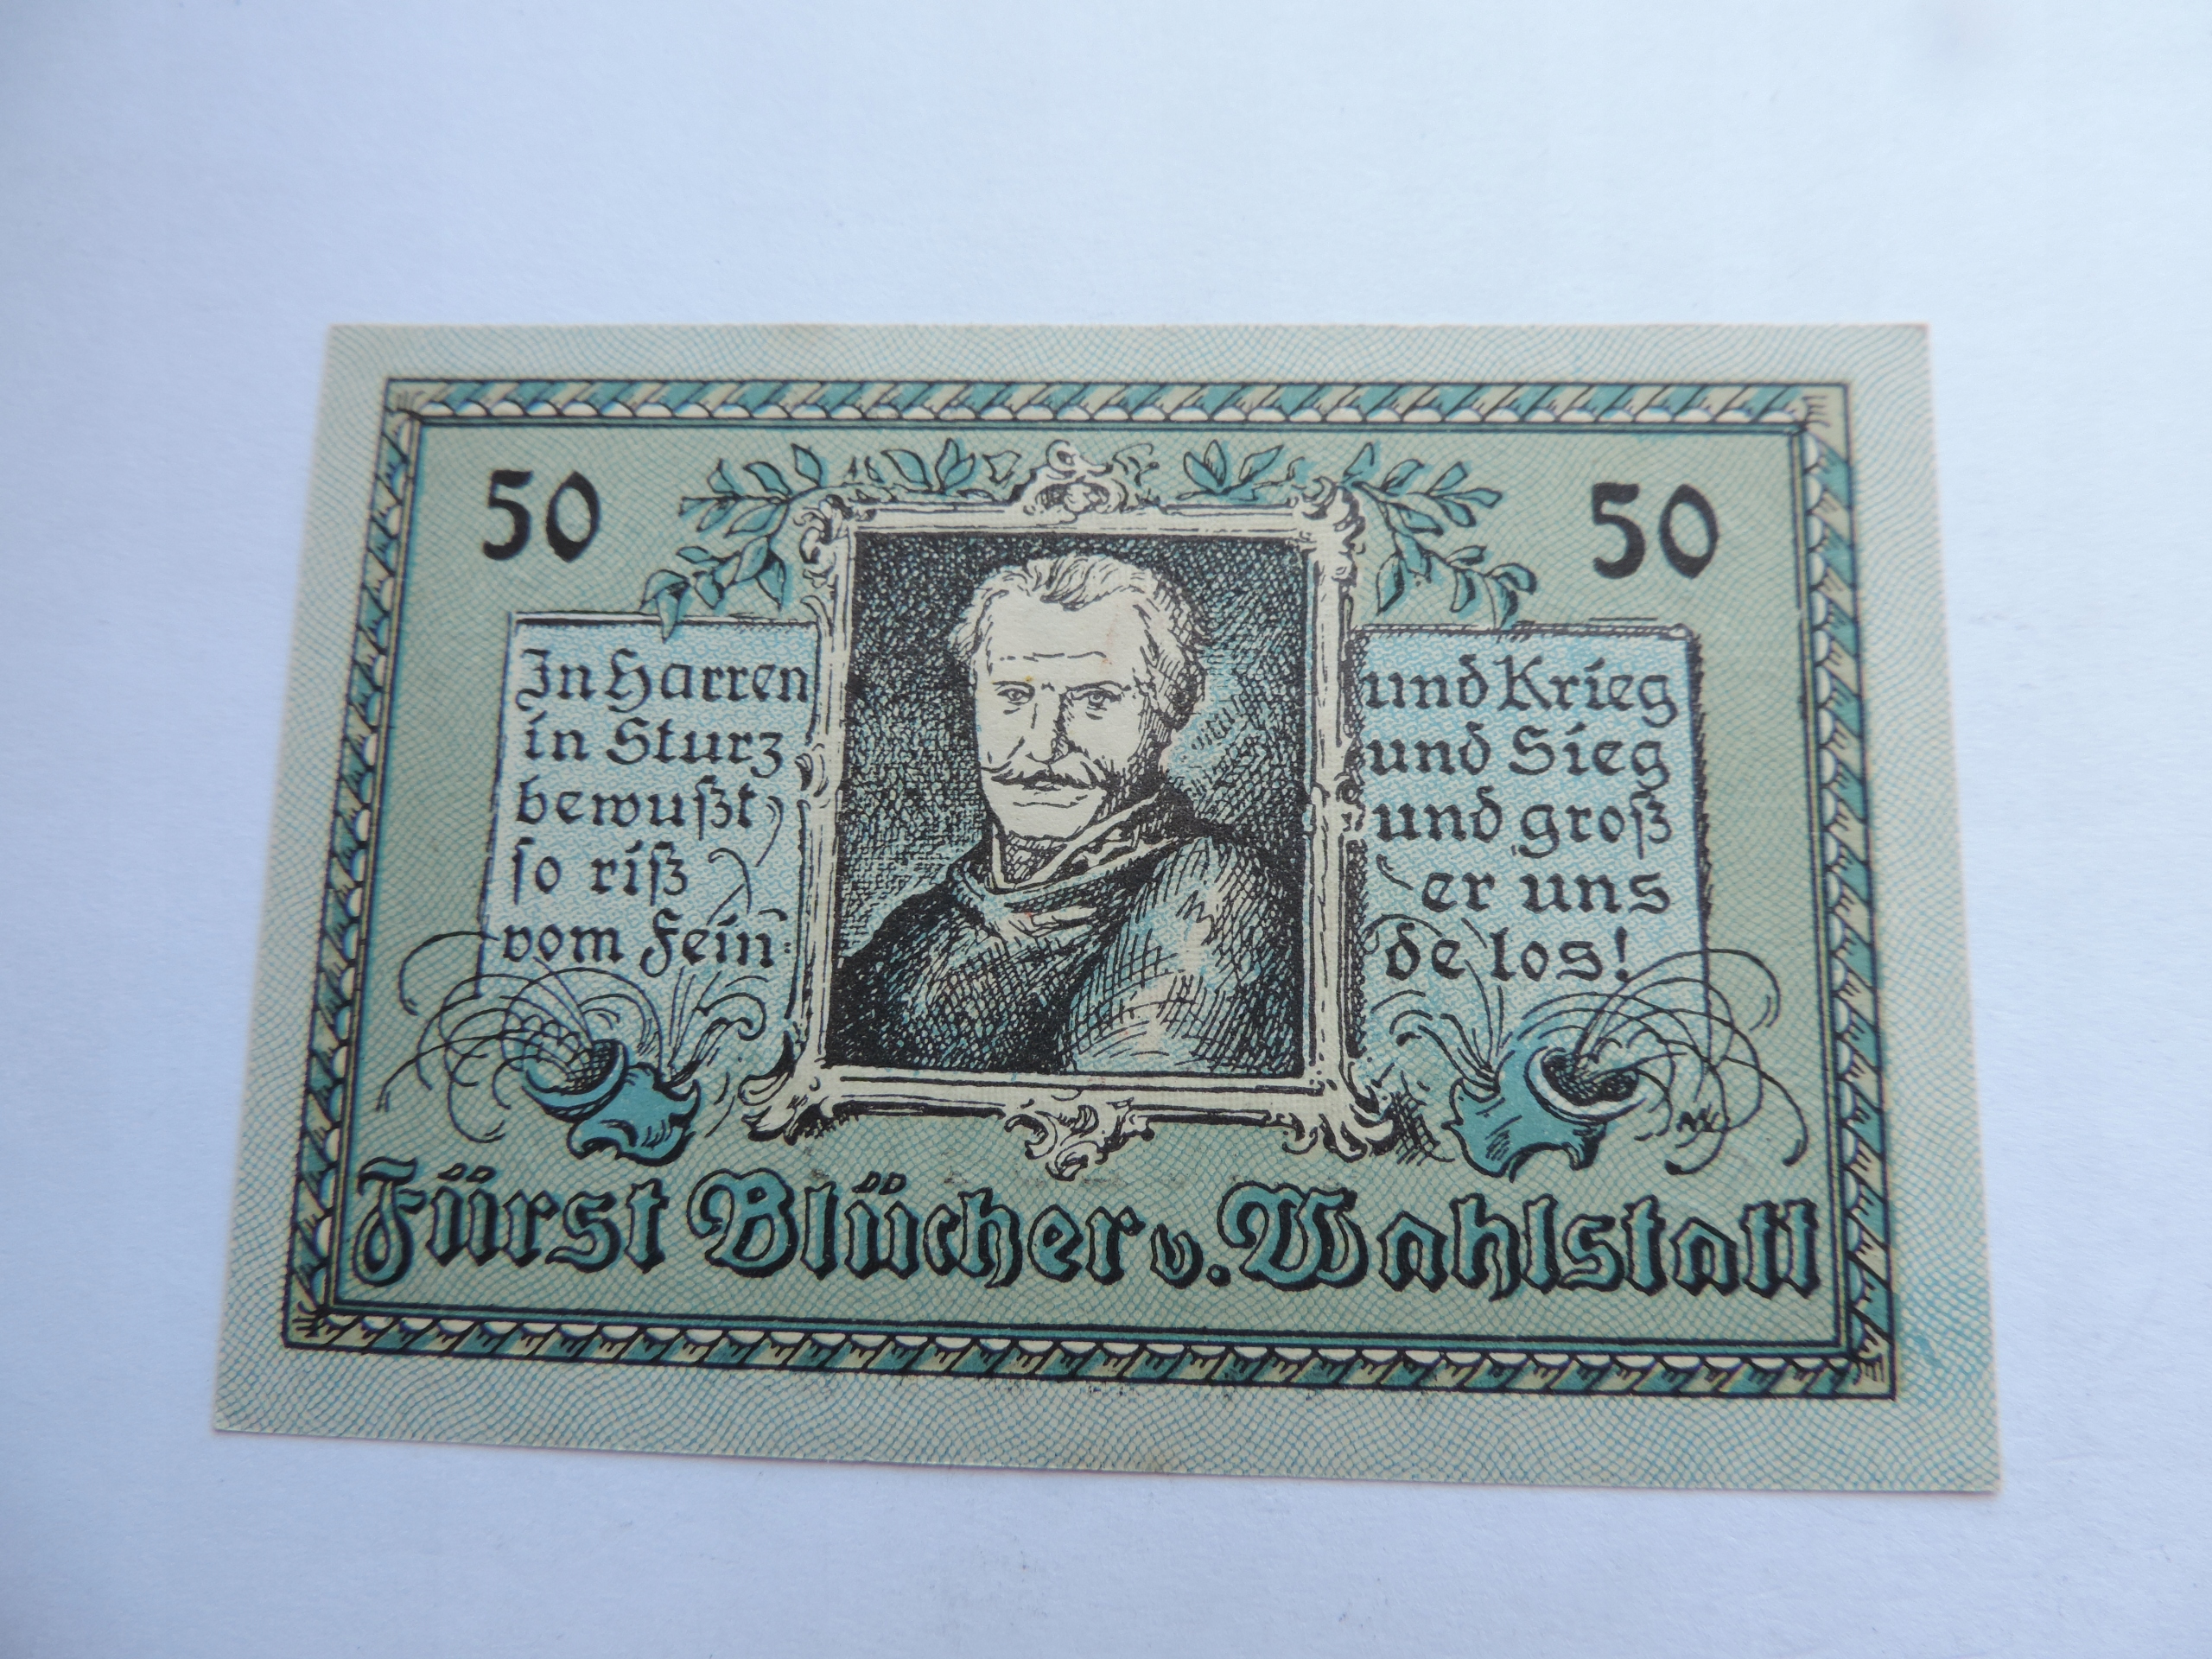 50 50
In Harren und Krieg
in Sturz und Sieg
bewußt und groß
so riß er uns
vom Fein- de los!
Fürst Blücher v. Wahlstatt